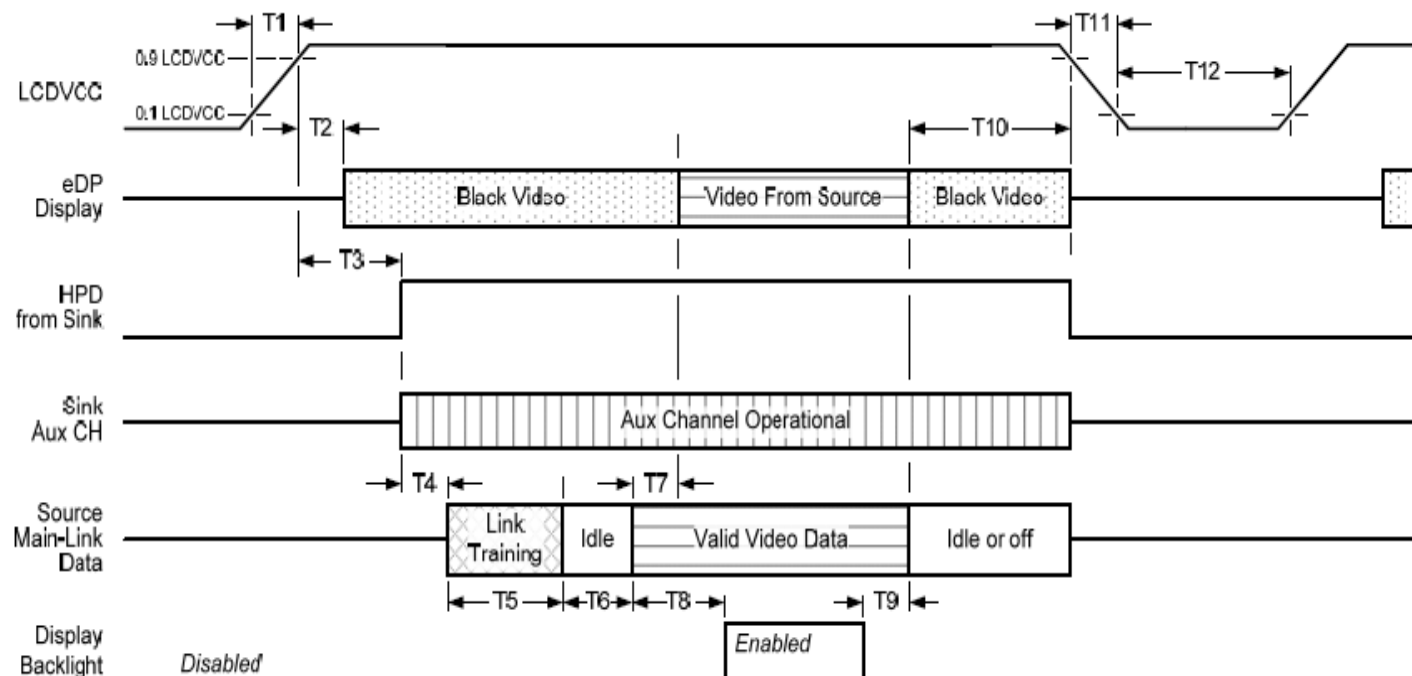 T1
T11
0.9 LCDVCC
T12
LCDVCC
0.1 LCDVCC
T2
T10
eDP
Display
Black Video
Video From Source
Black Video
T3
HPD
from Sink
Sink
Aux CH
Aux Channel Operational
T4
T7
Source
Main-Link
Data
Link
Training
Idle
Valid Video Data
Idle or off
T5
T6
T8
T9
Display
Backlight
Disabled
Enabled